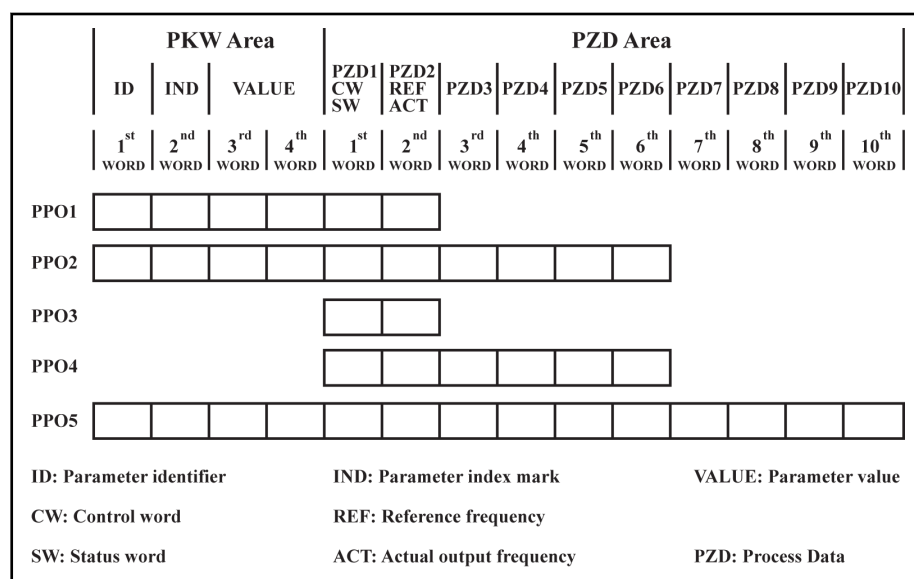 PKW Area PZD Area
ID IND VALUE PZD1 CW SW PZD2 REF ACT PZD3 PZD4 PZD5 PZD6 PZD7 PZD8 PZD9 PZD10
1st WORD 2nd WORD 3rd WORD 4th WORD 1st WORD 2nd WORD 3rd WORD 4th WORD 5th WORD 6th WORD 7th WORD 8th WORD 9th WORD 10th WORD
PPO1
PPO2
PPO3
PPO4
PPO5
ID: Parameter identifier IND: Parameter index mark VALUE: Parameter value
CW: Control word REF: Reference frequency
SW: Status word ACT: Actual output frequency PZD: Process Data